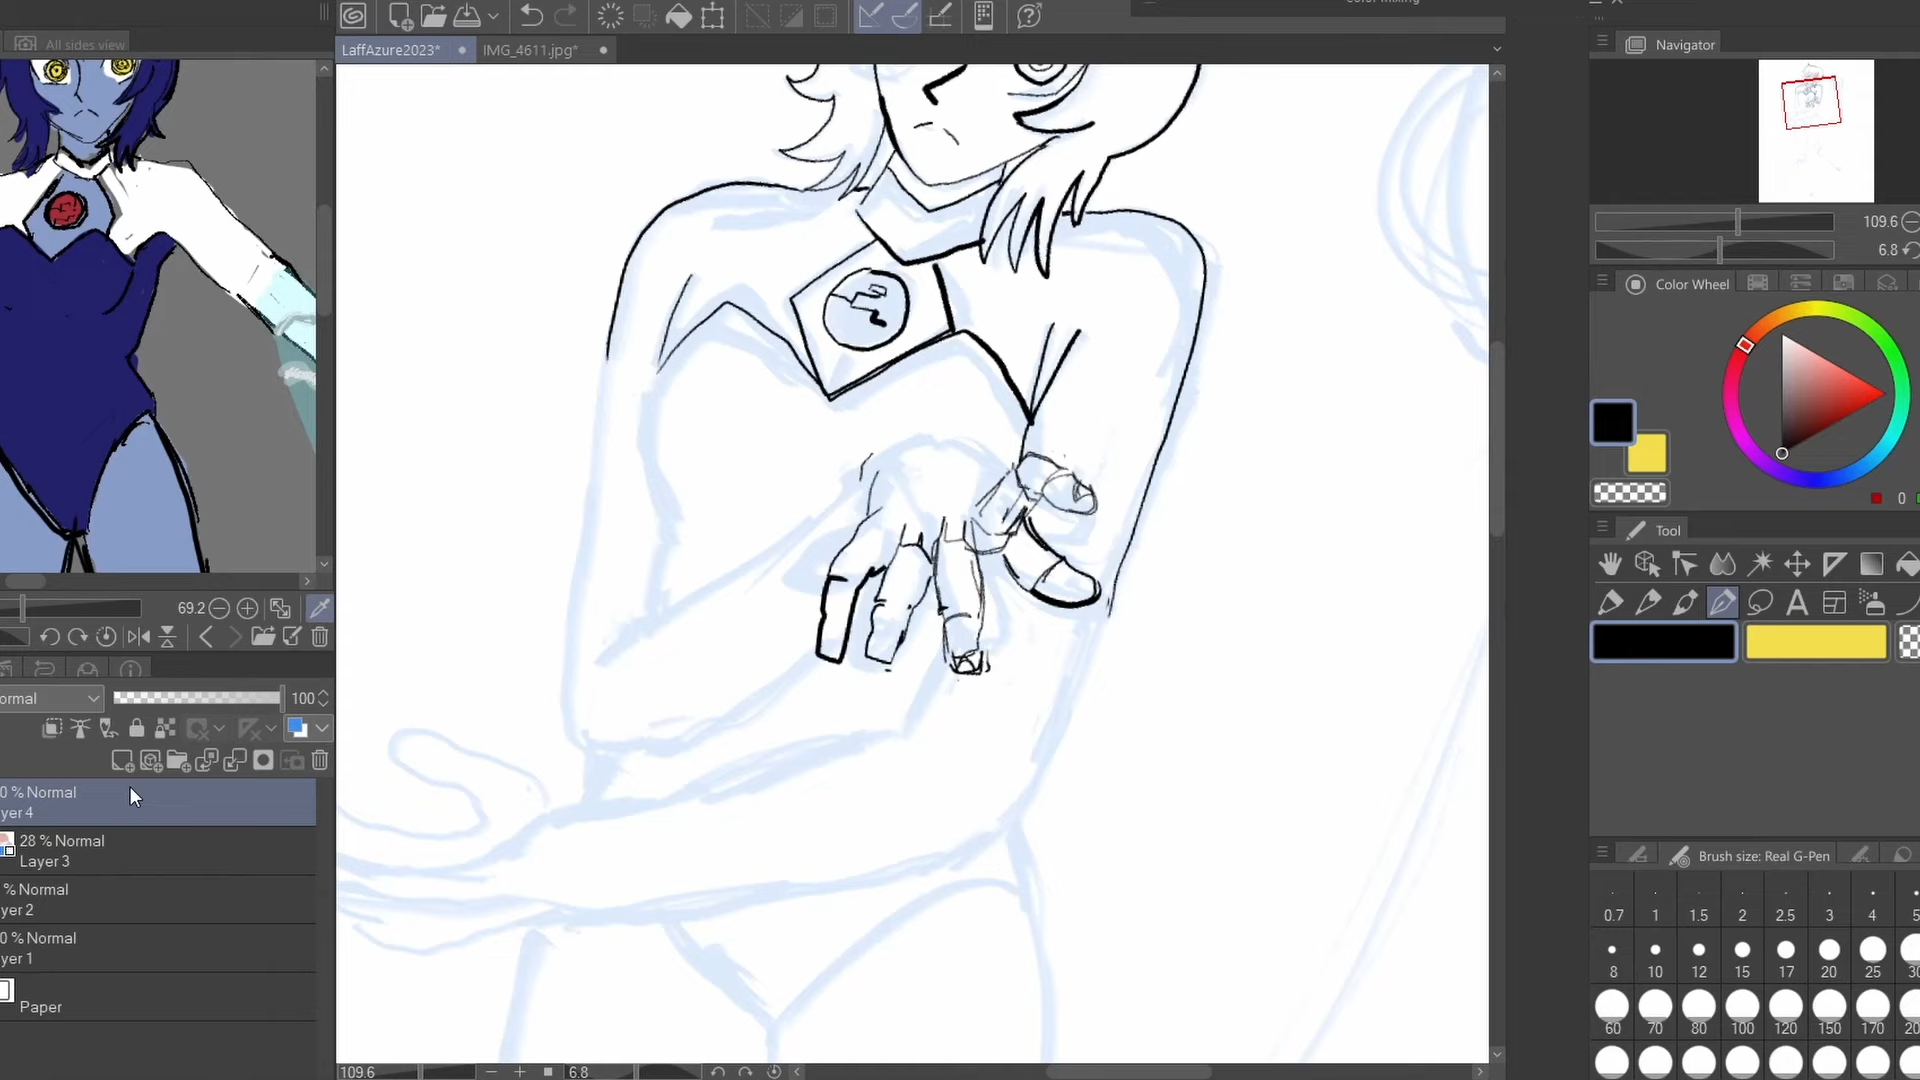 All sides view
LaffAzure2023*
IMG_4611.jpg*
Navigator
109.6
6.8
Color Wheel
0
Tool
Brush size: Real G-Pen
0.7 1 1.5 2 2.5 3 4
8 10 12 15 17 20 25
60 70 80 100 120 150 170
69.2
ormal
100
0 % Normal
yer 4
28 % Normal
Layer 3
% Normal
yer 2
0 % Normal
yer 1
Paper
109.6
6.8